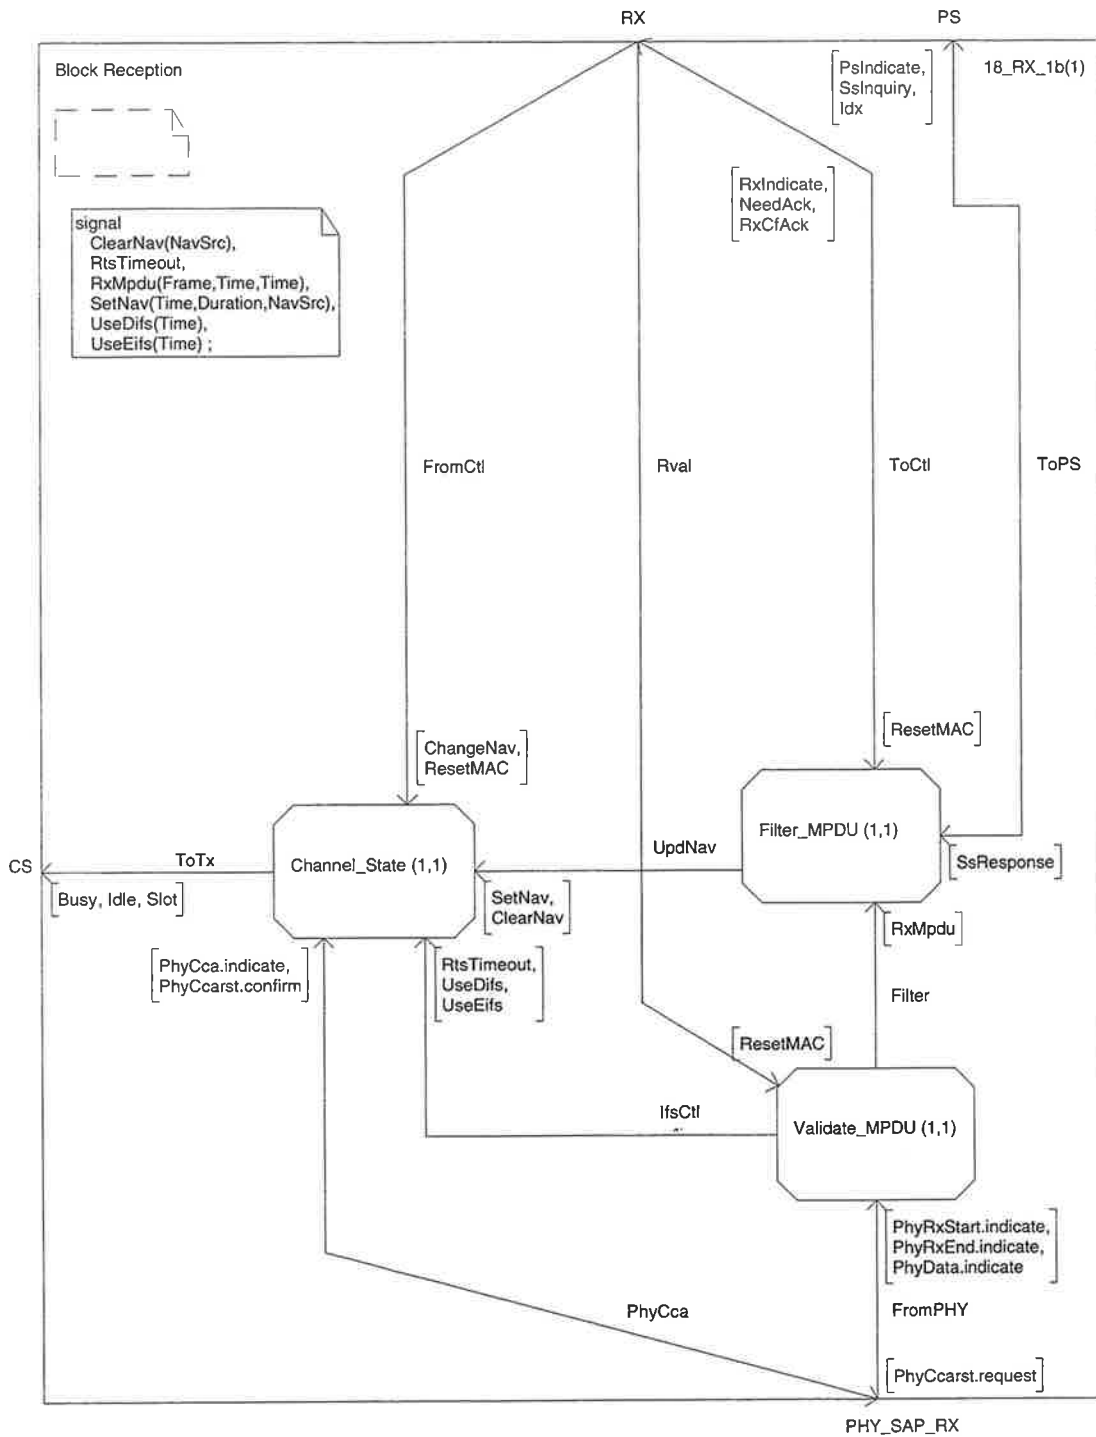 RX
PS
Block Reception
PsIndicate,
SsInquiry,
Idx
18_RX_1b(1)
RxIndicate,
NeedAck,
RxCfAck
signal
ClearNav(NavSrc),
RtsTimeout,
RxMpdu(Frame,Time,Time),
SetNav(Time,Duration,NavSrc),
UseDifs(Time),
UseEifs(Time) ;
FromCtl
Rval
ToCtl
ToPS
ChangeNav,
ResetMAC
ResetMAC
CS
ToTx
Channel_State (1,1)
UpdNav
Filter_MPDU (1,1)
SsResponse
Busy, Idle, Slot
SetNav,
ClearNav
RxMpdu
PhyCca.indicate,
PhyCcarst.confirm
RtsTimeout,
UseDifs,
UseEifs
Filter
ResetMAC
IfsCtl
Validate_MPDU (1,1)
PhyRxStart.indicate,
PhyRxEnd.indicate,
PhyData.indicate
PhyCca
FromPHY
PhyCcarst.request
PHY_SAP_RX